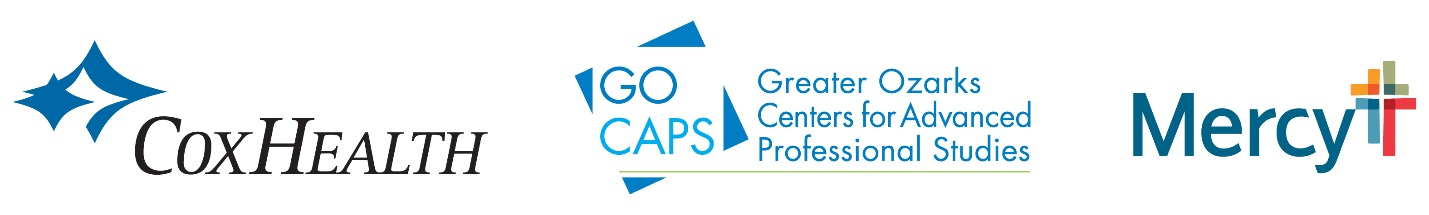 COXHEALTH
GO
CAPS
Greater Ozarks
Centers for Advanced
Professional Studies
Mercy